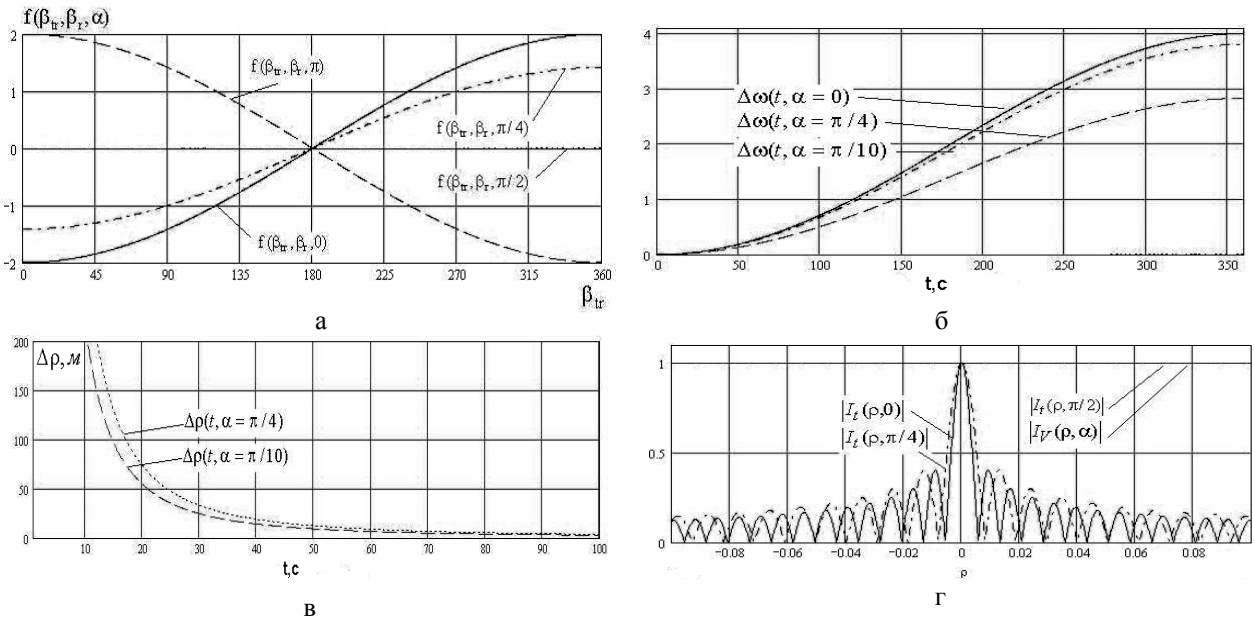 f(β_tr,β_r,α)
2
1
0
−1
−2
f(β_tr,β_r,π)
f(β_tr,β_r,π/4)
f(β_tr,β_r,π/2)
f(β_tr,β_r,0)
0 45 90 135 180 225 270 315 360
β_tr
а
4
3
2
1
0
Δω(t, α = 0)
Δω(t, α = π/4)
Δω(t, α = π/10)
0 50 100 150 200 250 300 350
t,c
б
200
150
100
50
0
Δρ,м
Δρ(t, α = π/4)
Δρ(t, α = π/10)
10 20 30 40 50 60 70 80 90 100
t,c
в
1
0.5
0
|I_t(ρ,0)|
|I_t(ρ,π/4)|
|I_t(ρ,π/2)|
|I_V(ρ,α)|
−0.08 −0.06 −0.04 −0.02 0 0.02 0.04 0.06 0.08
ρ
г